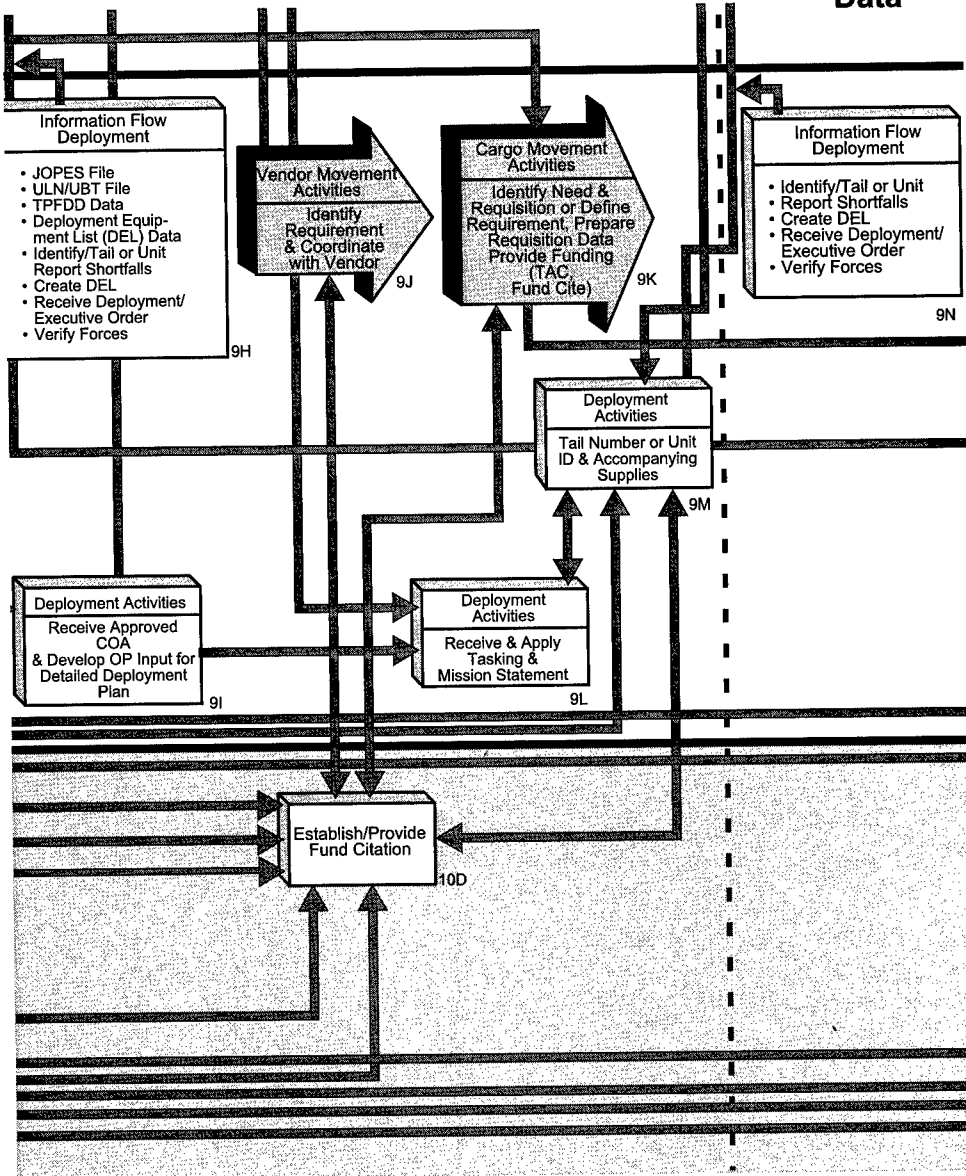 Data
Information Flow
Deployment
• JOPES File
• ULN/UBT File
• TPFDD Data
• Deployment Equip-
ment List (DEL) Data
• Identify/Tail or Unit
Report Shortfalls
• Create DEL
• Receive Deployment/
Executive Order
• Verify Forces
9H
Vendor Movement
Activities
Identify
Requirement
& Coordinate
with Vendor
9J
Cargo Movement
Activities
Identify Need &
Requisition or Define
Requirement, Prepare
Requisition Data
Provide Funding
(TAC,
Fund Cite)
9K
Information Flow
Deployment
• Identify/Tail or Unit
• Report Shortfalls
• Create DEL
• Receive Deployment/
Executive Order
• Verify Forces
9N
Deployment
Activities
Tail Number or Unit
ID & Accompanying
Supplies
9M
Deployment Activities
Receive Approved
COA
& Develop OP Input for
Detailed Deployment
Plan
9I
Deployment
Activities
Receive & Apply
Tasking &
Mission Statement
9L
Establish/Provide
Fund Citation
10D